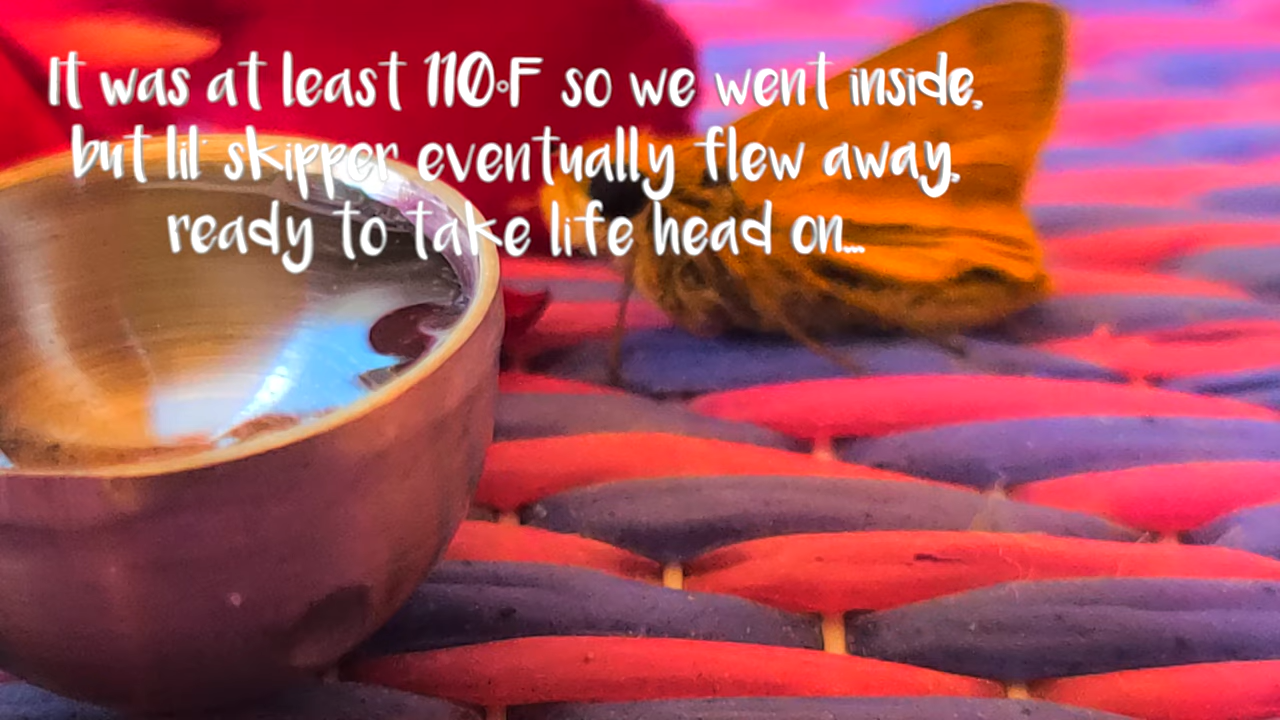 It was at least 110°F so we went inside,
but lil' skipper eventually flew away,
ready to take life head on...